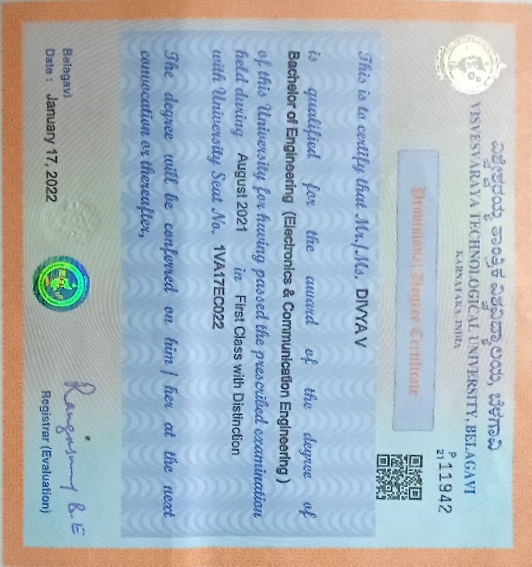 ವಿಶ್ವೇಶ್ವರಯ್ಯ ತಾಂತ್ರಿಕ ವಿಶ್ವವಿದ್ಯಾಲಯ, ಬೆಳಗಾವಿ
VISVESVARAYA TECHNOLOGICAL UNIVERSITY, BELAGAVI
KARNATAKA, INDIA
P 21 11942
Provisional Degree Certificate
This is to certify that Mr./Ms. DIVYA V
is qualified for the award of the degree of
Bachelor of Engineering (Electronics & Communication Engineering)
of this University for having passed the prescribed examination
held during August 2021 in First Class with Distinction
with University Seat No. 1VA17EC022
The degree will be conferred on him / her at the next
convocation or thereafter,
Belagavi
Date : January 17, 2022
Registrar (Evaluation)